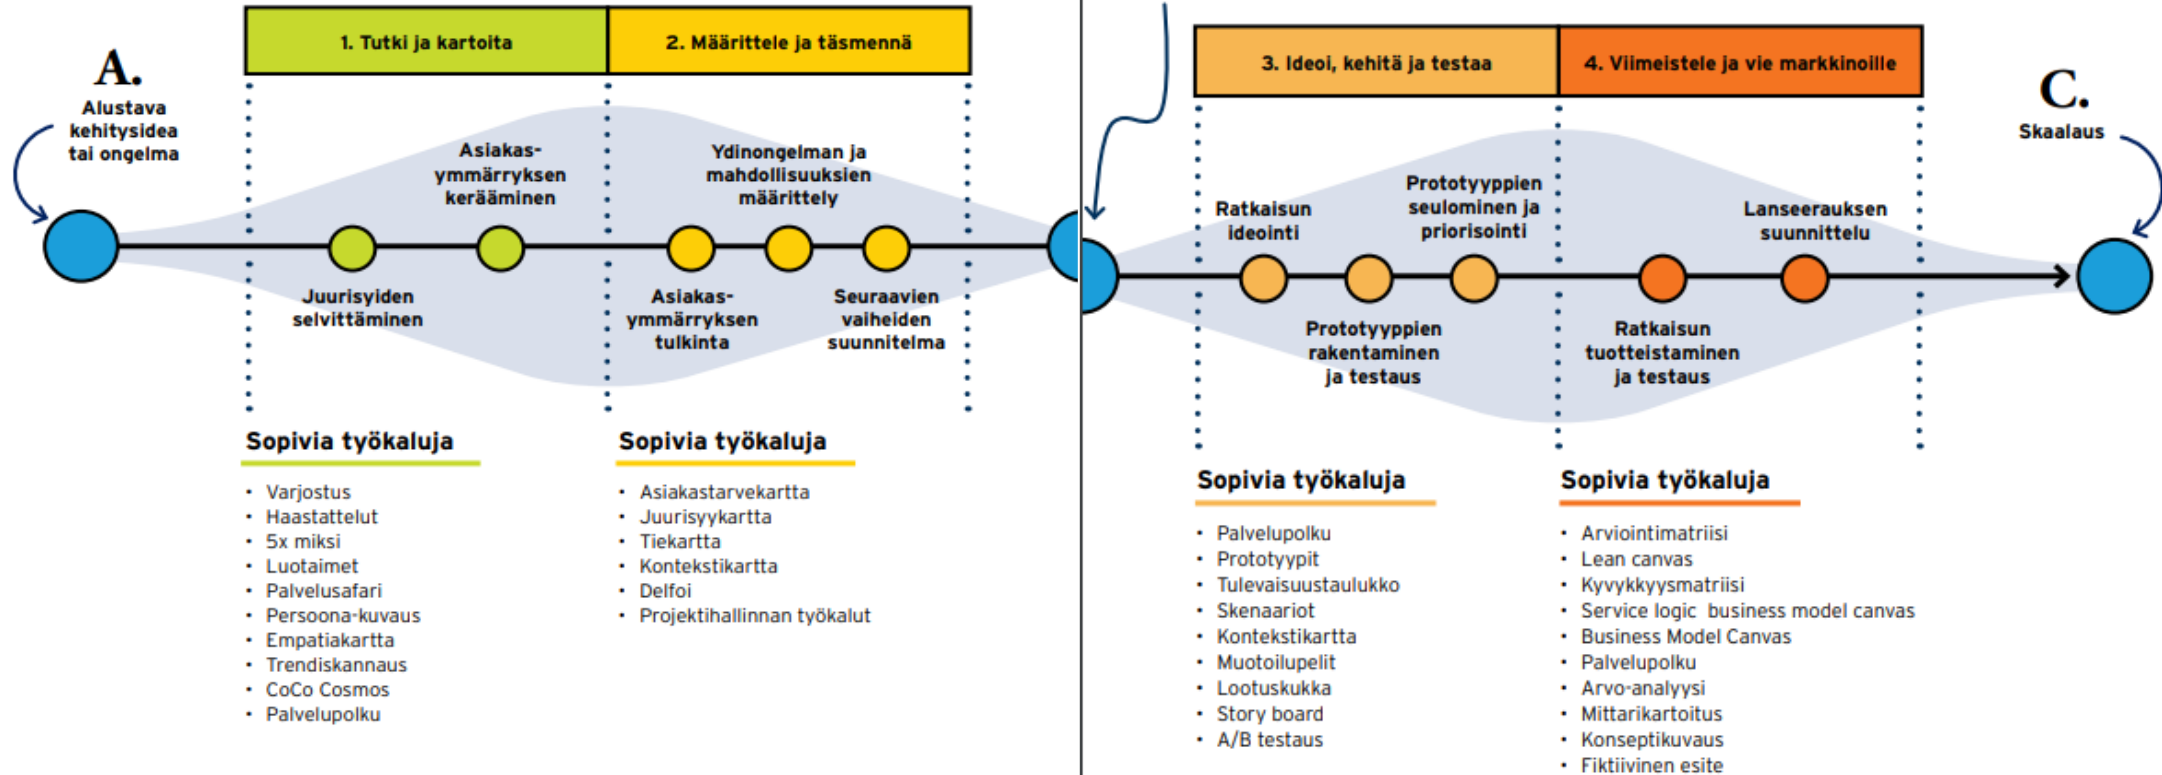 A.
Alustava
kehitysidea
tai ongelma
1. Tutki ja kartoita
2. Määrittele ja täsmennä
Asiakas-
ymmärryksen
kerääminen
Ydinongelman ja
mahdollisuuksien
määrittely
Juurisyiden
selvittäminen
Asiakas-
ymmärryksen
tulkinta
Seuraavien
vaiheiden
suunnitelma
Sopivia työkaluja
• Varjostus
• Haastattelut
• 5x miksi
• Luotaimet
• Palvelusafari
• Persoona-kuvaus
• Empatiakartta
• Trendiskannaus
• CoCo Cosmos
• Palvelupolku
Sopivia työkaluja
• Asiakastarvekartta
• Juurisyykartta
• Tiekartta
• Kontekstikartta
• Delfoi
• Projektihallinnan työkalut
3. Ideoi, kehitä ja testaa
4. Viimeistele ja vie markkinoille
C.
Skaalaus
Ratkaisun
ideointi
Prototyyppien
seulominen ja
priorisointi
Lanseerauksen
suunnittelu
Prototyyppien
rakentaminen
ja testaus
Ratkaisun
tuotteistaminen
ja testaus
Sopivia työkaluja
• Palvelupolku
• Prototyypit
• Tulevaisuustaulukko
• Skenaariot
• Kontekstikartta
• Muotoilupelit
• Lootuskukka
• Story board
• A/B testaus
Sopivia työkaluja
• Arviointimatriisi
• Lean canvas
• Kyvykkyysmatriisi
• Service logic business model canvas
• Business Model Canvas
• Palvelupolku
• Arvo-analyysi
• Mittarikartoitus
• Konseptikuvaus
• Fiktiivinen esite